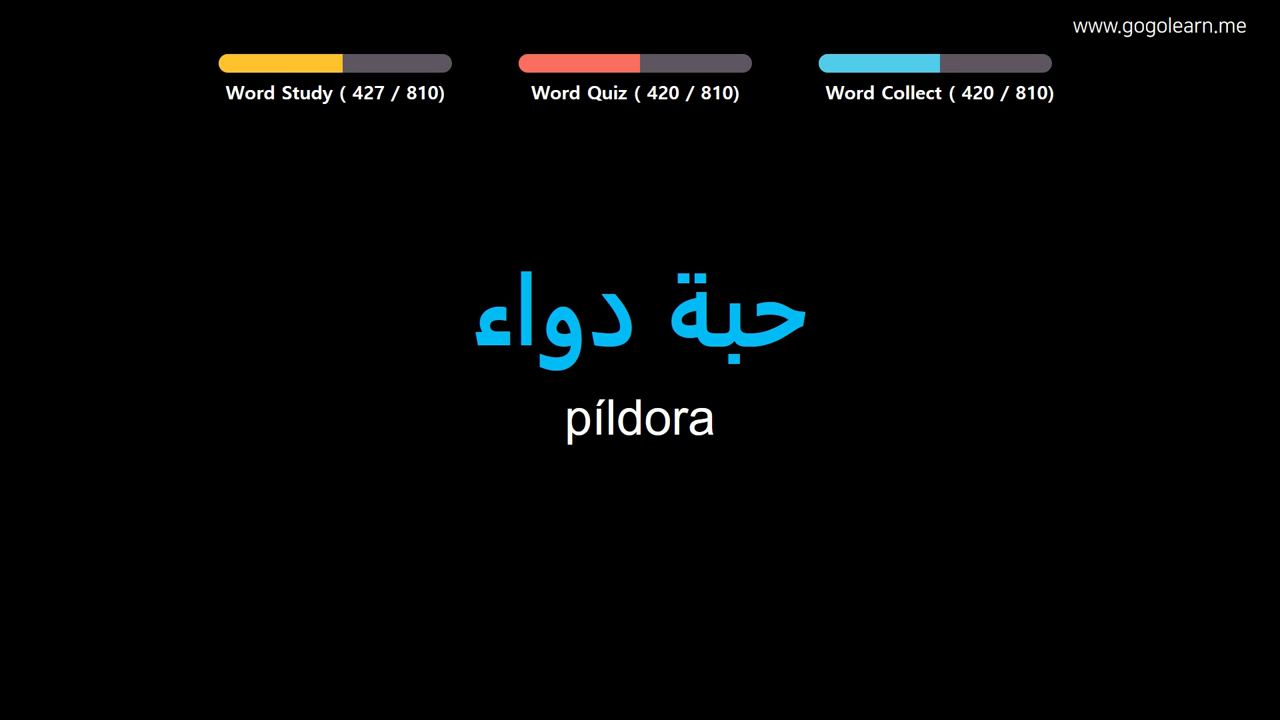 www.gogolearn.me
Word Study ( 427 / 810)
Word Quiz ( 420 / 810)
Word Collect ( 420 / 810)
حبة دواء
píldora